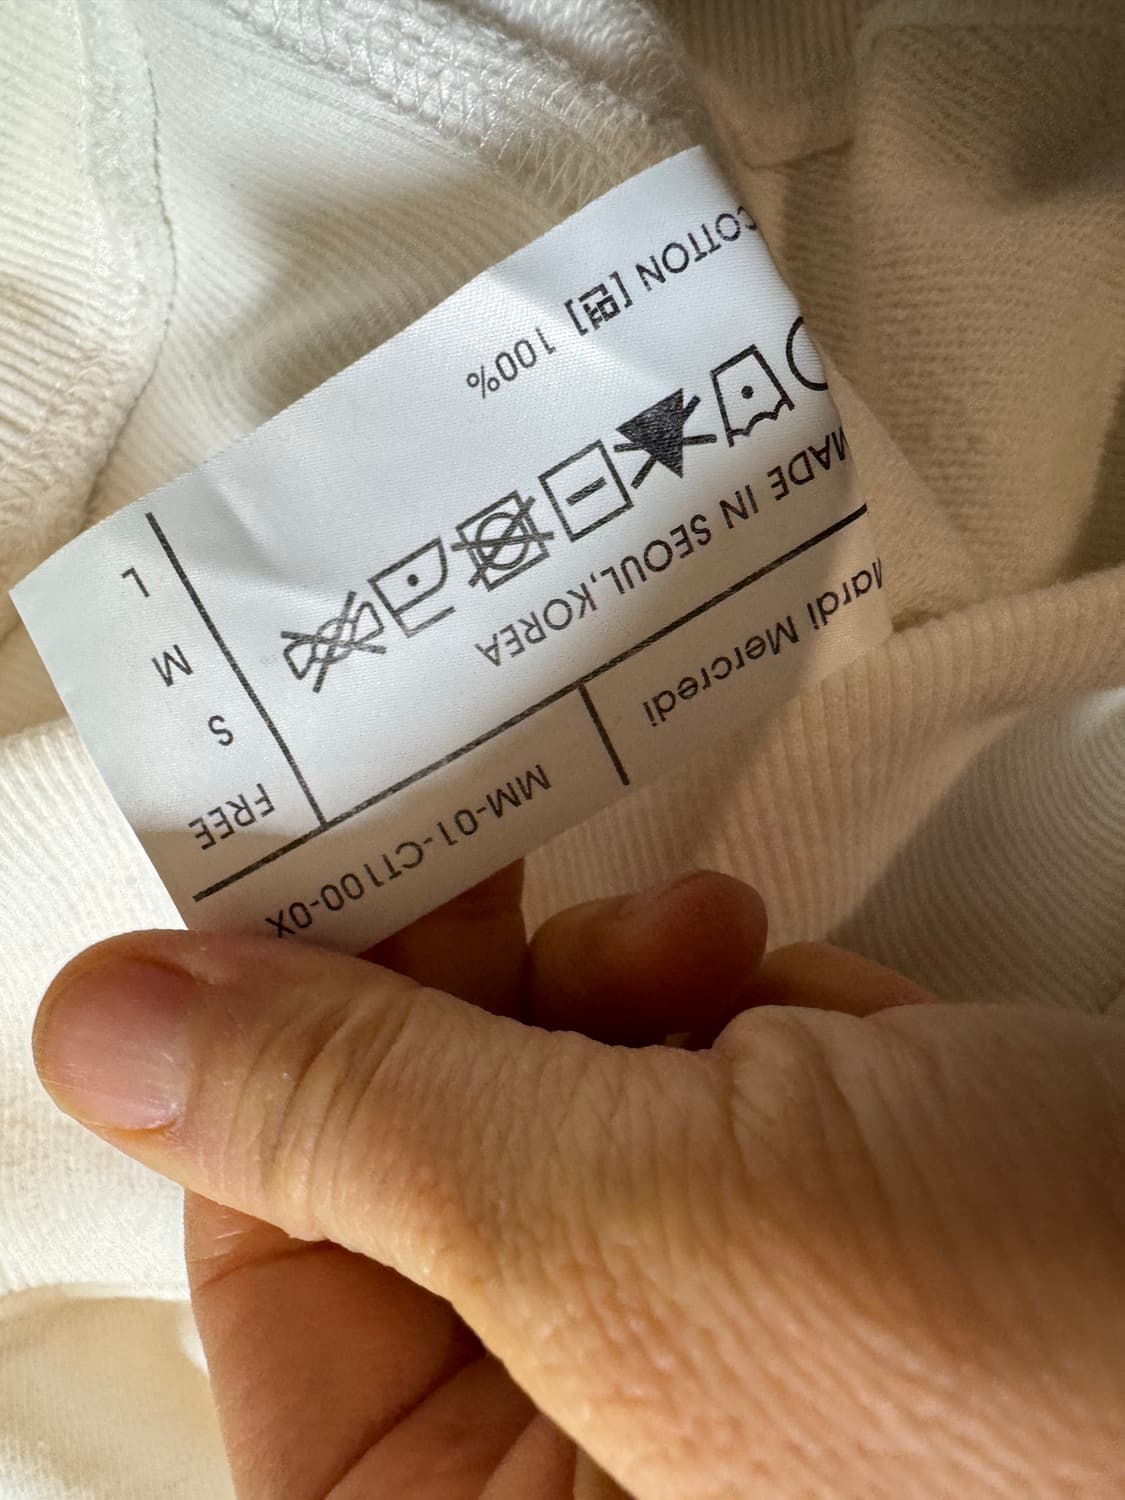 COTTON [면] 100%
MADE IN SEOUL, KOREA
Mardi Mercredi
MM-01-CT100-0X
FREE
S
M
L